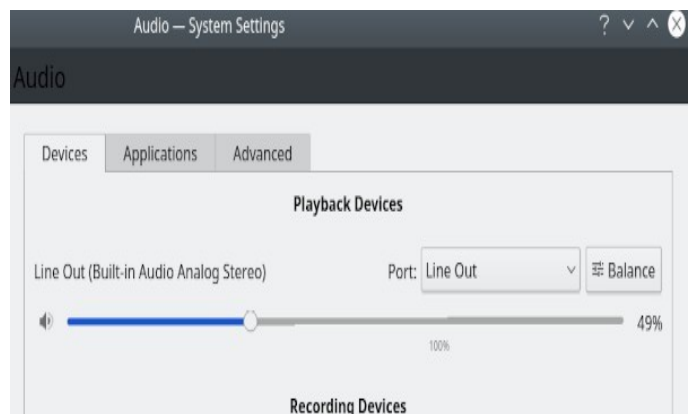 Audio — System Settings
Audio
Devices Applications Advanced
Playback Devices
Line Out (Built-in Audio Analog Stereo) Port: Line Out Balance
49%
100%
Recording Devices